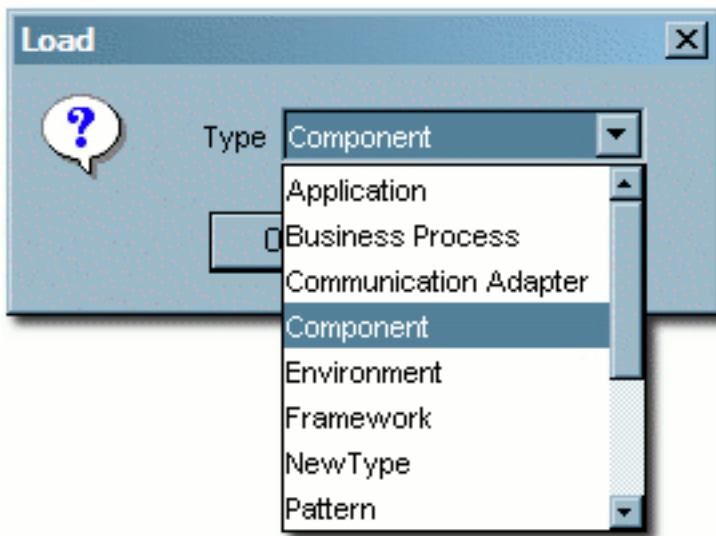 Load
Type Component
Application
Business Process
Communication Adapter
Component
Environment
Framework
NewType
Pattern